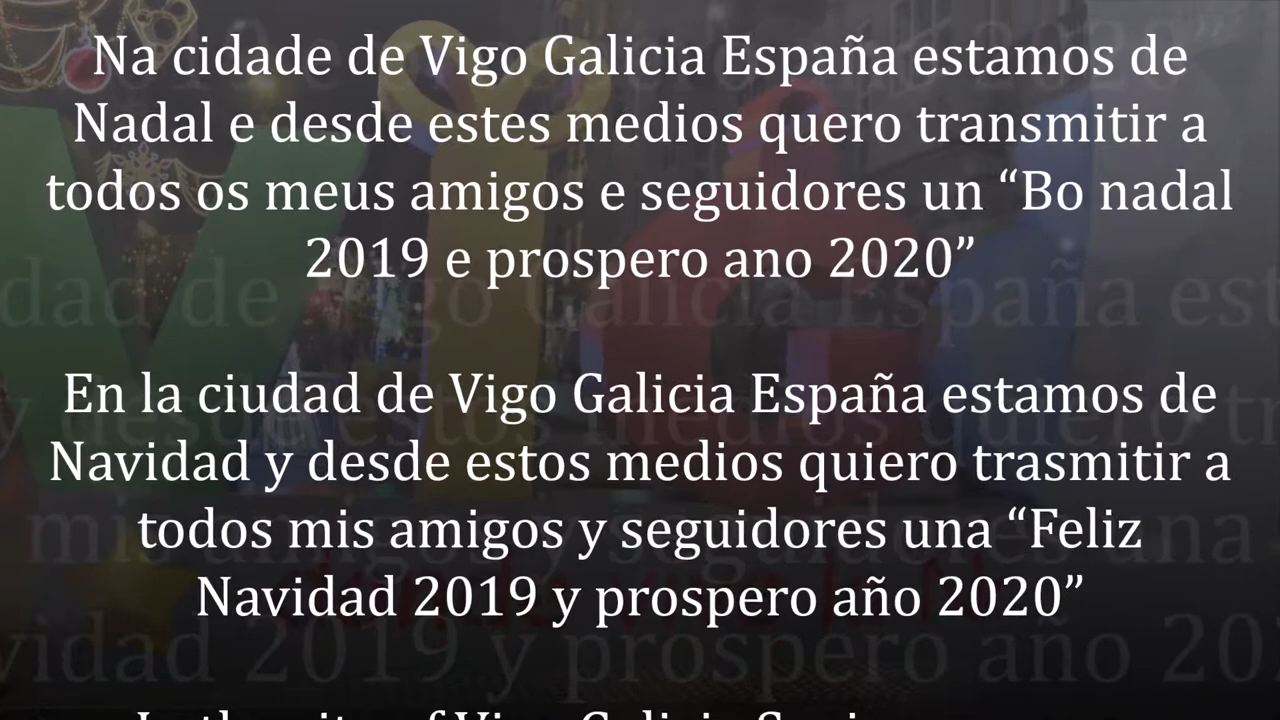 Na cidade de Vigo Galicia España estamos de
Nadal e desde estes medios quero transmitir a
todos os meus amigos e seguidores un “Bo nadal
2019 e prospero ano 2020”
En la ciudad de Vigo Galicia España estamos de
Navidad y desde estos medios quiero trasmitir a
todos mis amigos y seguidores una “Feliz
Navidad 2019 y prospero año 2020”